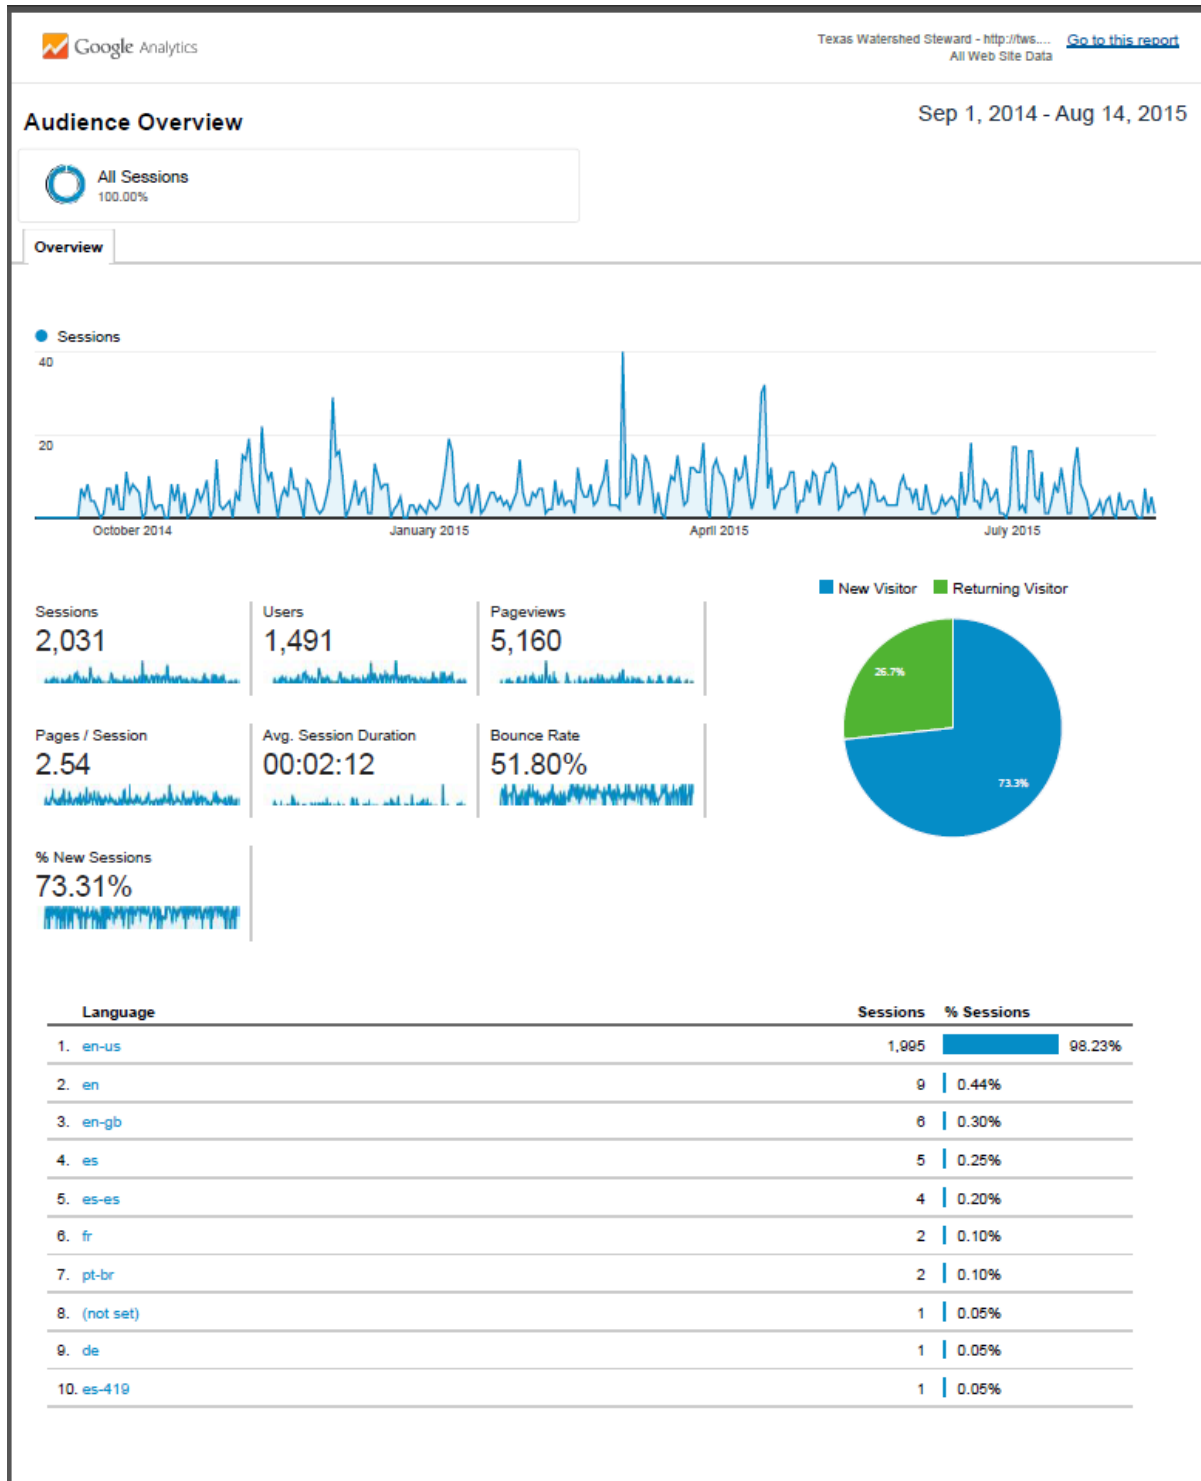 Google Analytics
Texas Watershed Steward - http://tws....
All Web Site Data
Go to this report
Audience Overview
Sep 1, 2014 - Aug 14, 2015
All Sessions
100.00%
Overview
Sessions
40
20
October 2014 January 2015 April 2015 July 2015
New Visitor Returning Visitor
Sessions
2,031
Users
1,491
Pageviews
5,160
Pages / Session
2.54
Avg. Session Duration
00:02:12
Bounce Rate
51.80%
% New Sessions
73.31%
26.7%
73.3%
Language Sessions % Sessions
1. en-us 1,995 98.23%
2. en 9 0.44%
3. en-gb 6 0.30%
4. es 5 0.25%
5. es-es 4 0.20%
6. fr 2 0.10%
7. pt-br 2 0.10%
8. (not set) 1 0.05%
9. de 1 0.05%
10. es-419 1 0.05%